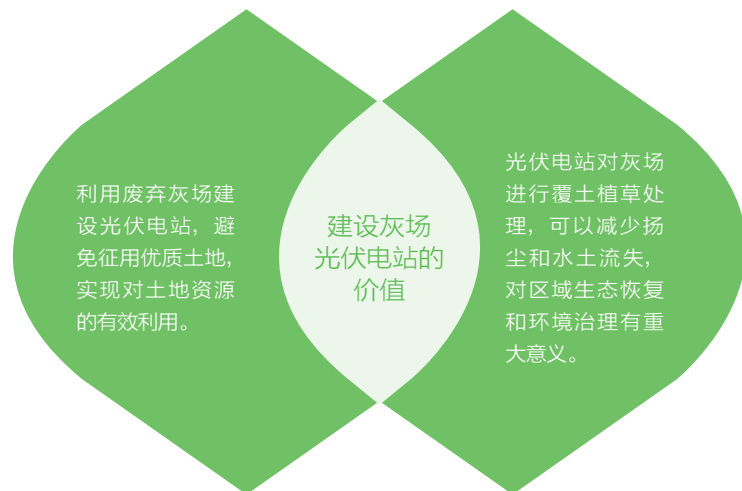 利用废弃灰场建
设光伏电站，避
免征用优质土地，
实现对土地资源
的有效利用。
建设灰场
光伏电站的
价值
光伏电站对灰场
进行覆土植草处
理，可以减少扬
尘和水土流失，
对区域生态恢复
和环境治理有重
大意义。